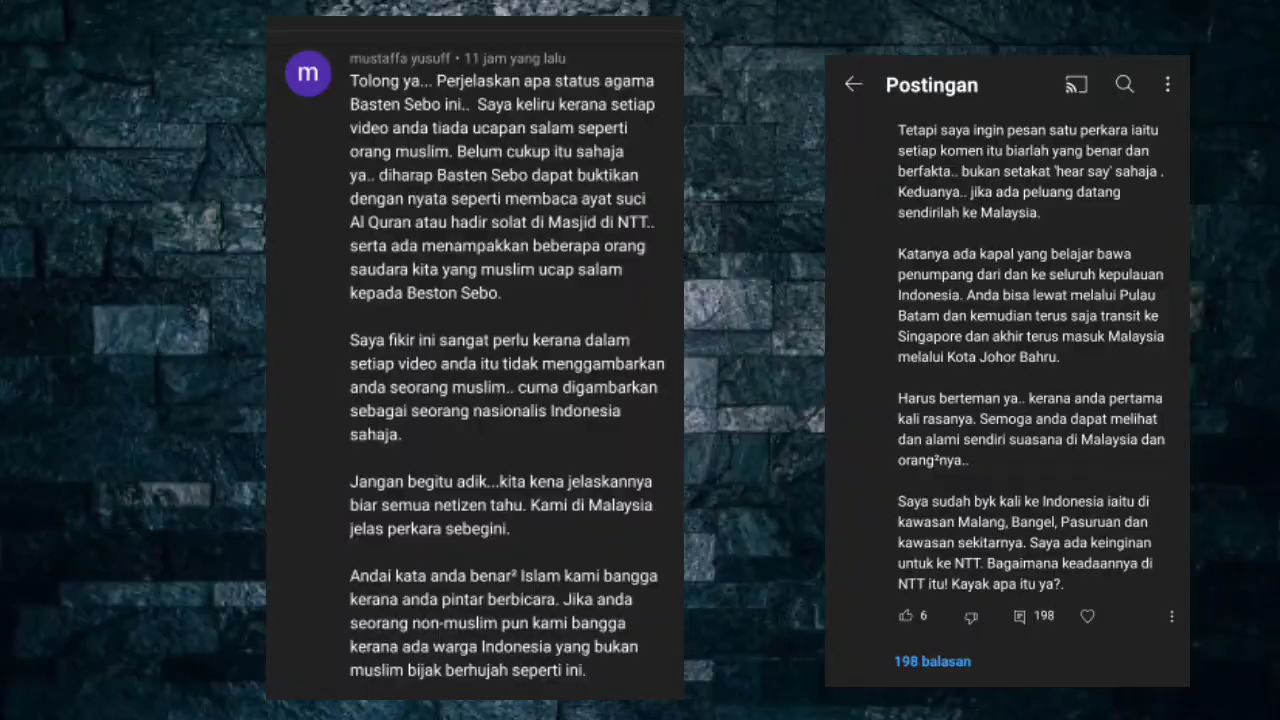 m
mustaffa yusuff • 11 jam yang lalu
Tolong ya... Perjelaskan apa status agama
Basten Sebo ini.. Saya keliru kerana setiap
video anda tiada ucapan salam seperti
orang muslim. Belum cukup itu sahaja
ya.. diharap Basten Sebo dapat buktikan
dengan nyata seperti membaca ayat suci
Al Quran atau hadir solat di Masjid di NTT..
serta ada menampakkan beberapa orang
saudara kita yang muslim ucap salam
kepada Beston Sebo.
Saya fikir ini sangat perlu kerana dalam
setiap video anda itu tidak menggambarkan
anda seorang muslim.. cuma digambarkan
sebagai seorang nasionalis Indonesia
sahaja.
Jangan begitu adik...kita kena jelaskannya
biar semua netizen tahu. Kami di Malaysia
jelas perkara sebegini.
Andai kata anda benar² Islam kami bangga
kerana anda pintar berbicara. Jika anda
seorang non-muslim pun kami bangga
kerana ada warga Indonesia yang bukan
muslim bijak berhujah seperti ini.
Postingan
Tetapi saya ingin pesan satu perkara iaitu
setiap komen itu biarlah yang benar dan
berfakta.. bukan setakat 'hear say' sahaja .
Keduanya.. jika ada peluang datang
sendirilah ke Malaysia.
Katanya ada kapal yang belajar bawa
penumpang dari dan ke seluruh kepulauan
Indonesia. Anda bisa lewat melalui Pulau
Batam dan kemudian terus saja transit ke
Singapore dan akhir terus masuk Malaysia
melalui Kota Johor Bahru.
Harus berteman ya.. kerana anda pertama
kali rasanya. Semoga anda dapat melihat
dan alami sendiri suasana di Malaysia dan
orang²nya..
Saya sudah byk kali ke Indonesia iaitu di
kawasan Malang, Bangel, Pasuruan dan
kawasan sekitarnya. Saya ada keinginan
untuk ke NTT. Bagaimana keadaannya di
NTT itu! Kayak apa itu ya?.
6 198
198 balasan